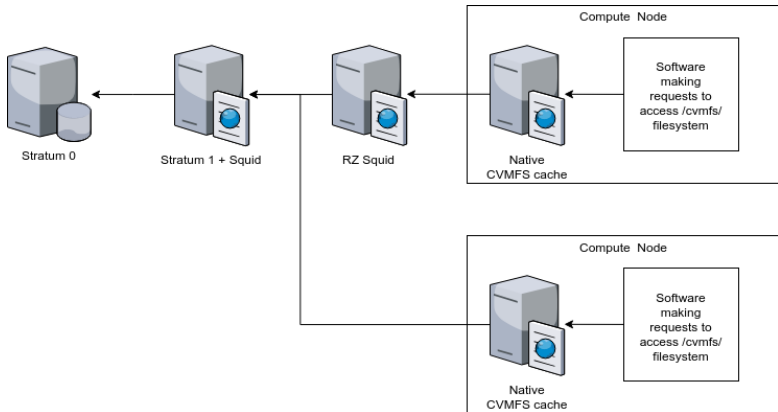 Compute Node
Software
making
requests to
access /cvmfs/
filesystem
Stratum 0
Stratum 1 + Squid
RZ Squid
Native
CVMFS cache
Compute Node
Software
making
requests to
access /cvmfs/
filesystem
Native
CVMFS cache